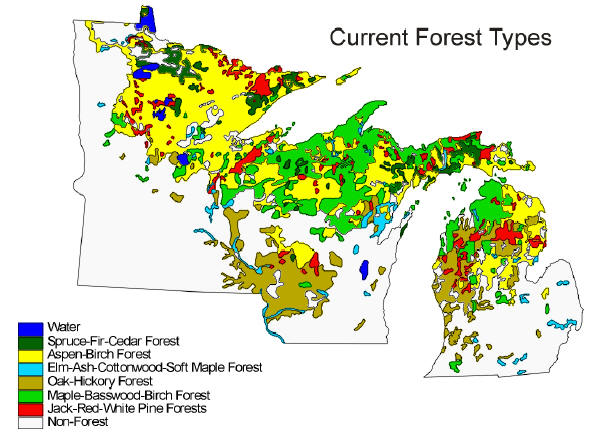 Current Forest Types
Water
Spruce-Fir-Cedar Forest
Aspen-Birch Forest
Elm-Ash-Cottonwood-Soft Maple Forest
Oak-Hickory Forest
Maple-Basswood-Birch Forest
Jack-Red-White Pine Forests
Non-Forest